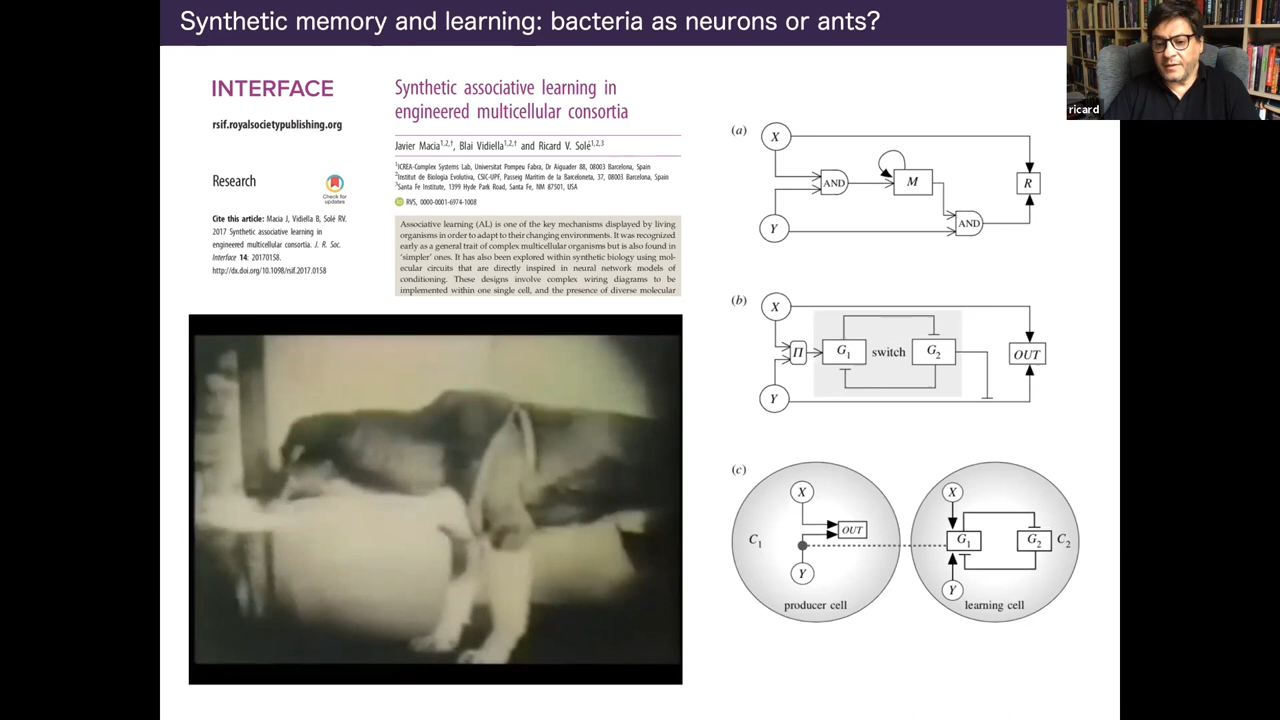 Synthetic memory and learning: bacteria as neurons or ants?
ricard
INTERFACE
rsif.royalsocietypublishing.org
Research
Check for
updates
Cite this article: Macia J, Vidiella B, Solé RV.
2017 Synthetic associative learning in
engineered multicellular consortia. J. R. Soc.
Interface 14: 20170158.
http://dx.doi.org/10.1098/rsif.2017.0158
Synthetic associative learning in
engineered multicellular consortia
Javier Macia1,2,†, Blai Vidiella1,2,† and Ricard V. Solé1,2,3
1ICREA-Complex Systems Lab, Universitat Pompeu Fabra, Dr Aiguader 88, 08003 Barcelona, Spain
2Institut de Biologia Evolutiva, CSIC-UPF, Passeig Maritim de la Barceloneta, 37, 08003 Barcelona, Spain
3Santa Fe Institute, 1399 Hyde Park Road, Santa Fe, NM 87501, USA
RVS, 0000-0001-6974-1008
Associative learning (AL) is one of the key mechanisms displayed by living
organisms in order to adapt to their changing environments. It was recognized
early as a general trait of complex multicellular organisms but is also found in
‘simpler’ ones. It has also been explored within synthetic biology using mol-
ecular circuits that are directly inspired in neural network models of
conditioning. These designs involve complex wiring diagrams to be
implemented within one single cell, and the presence of diverse molecular
(a)
X
AND
M
R
Y
AND
(b)
X
Π
G1
switch
G2
OUT
Y
(c)
X
OUT
C1
Y
producer cell
X
G1
G2
C2
Y
learning cell